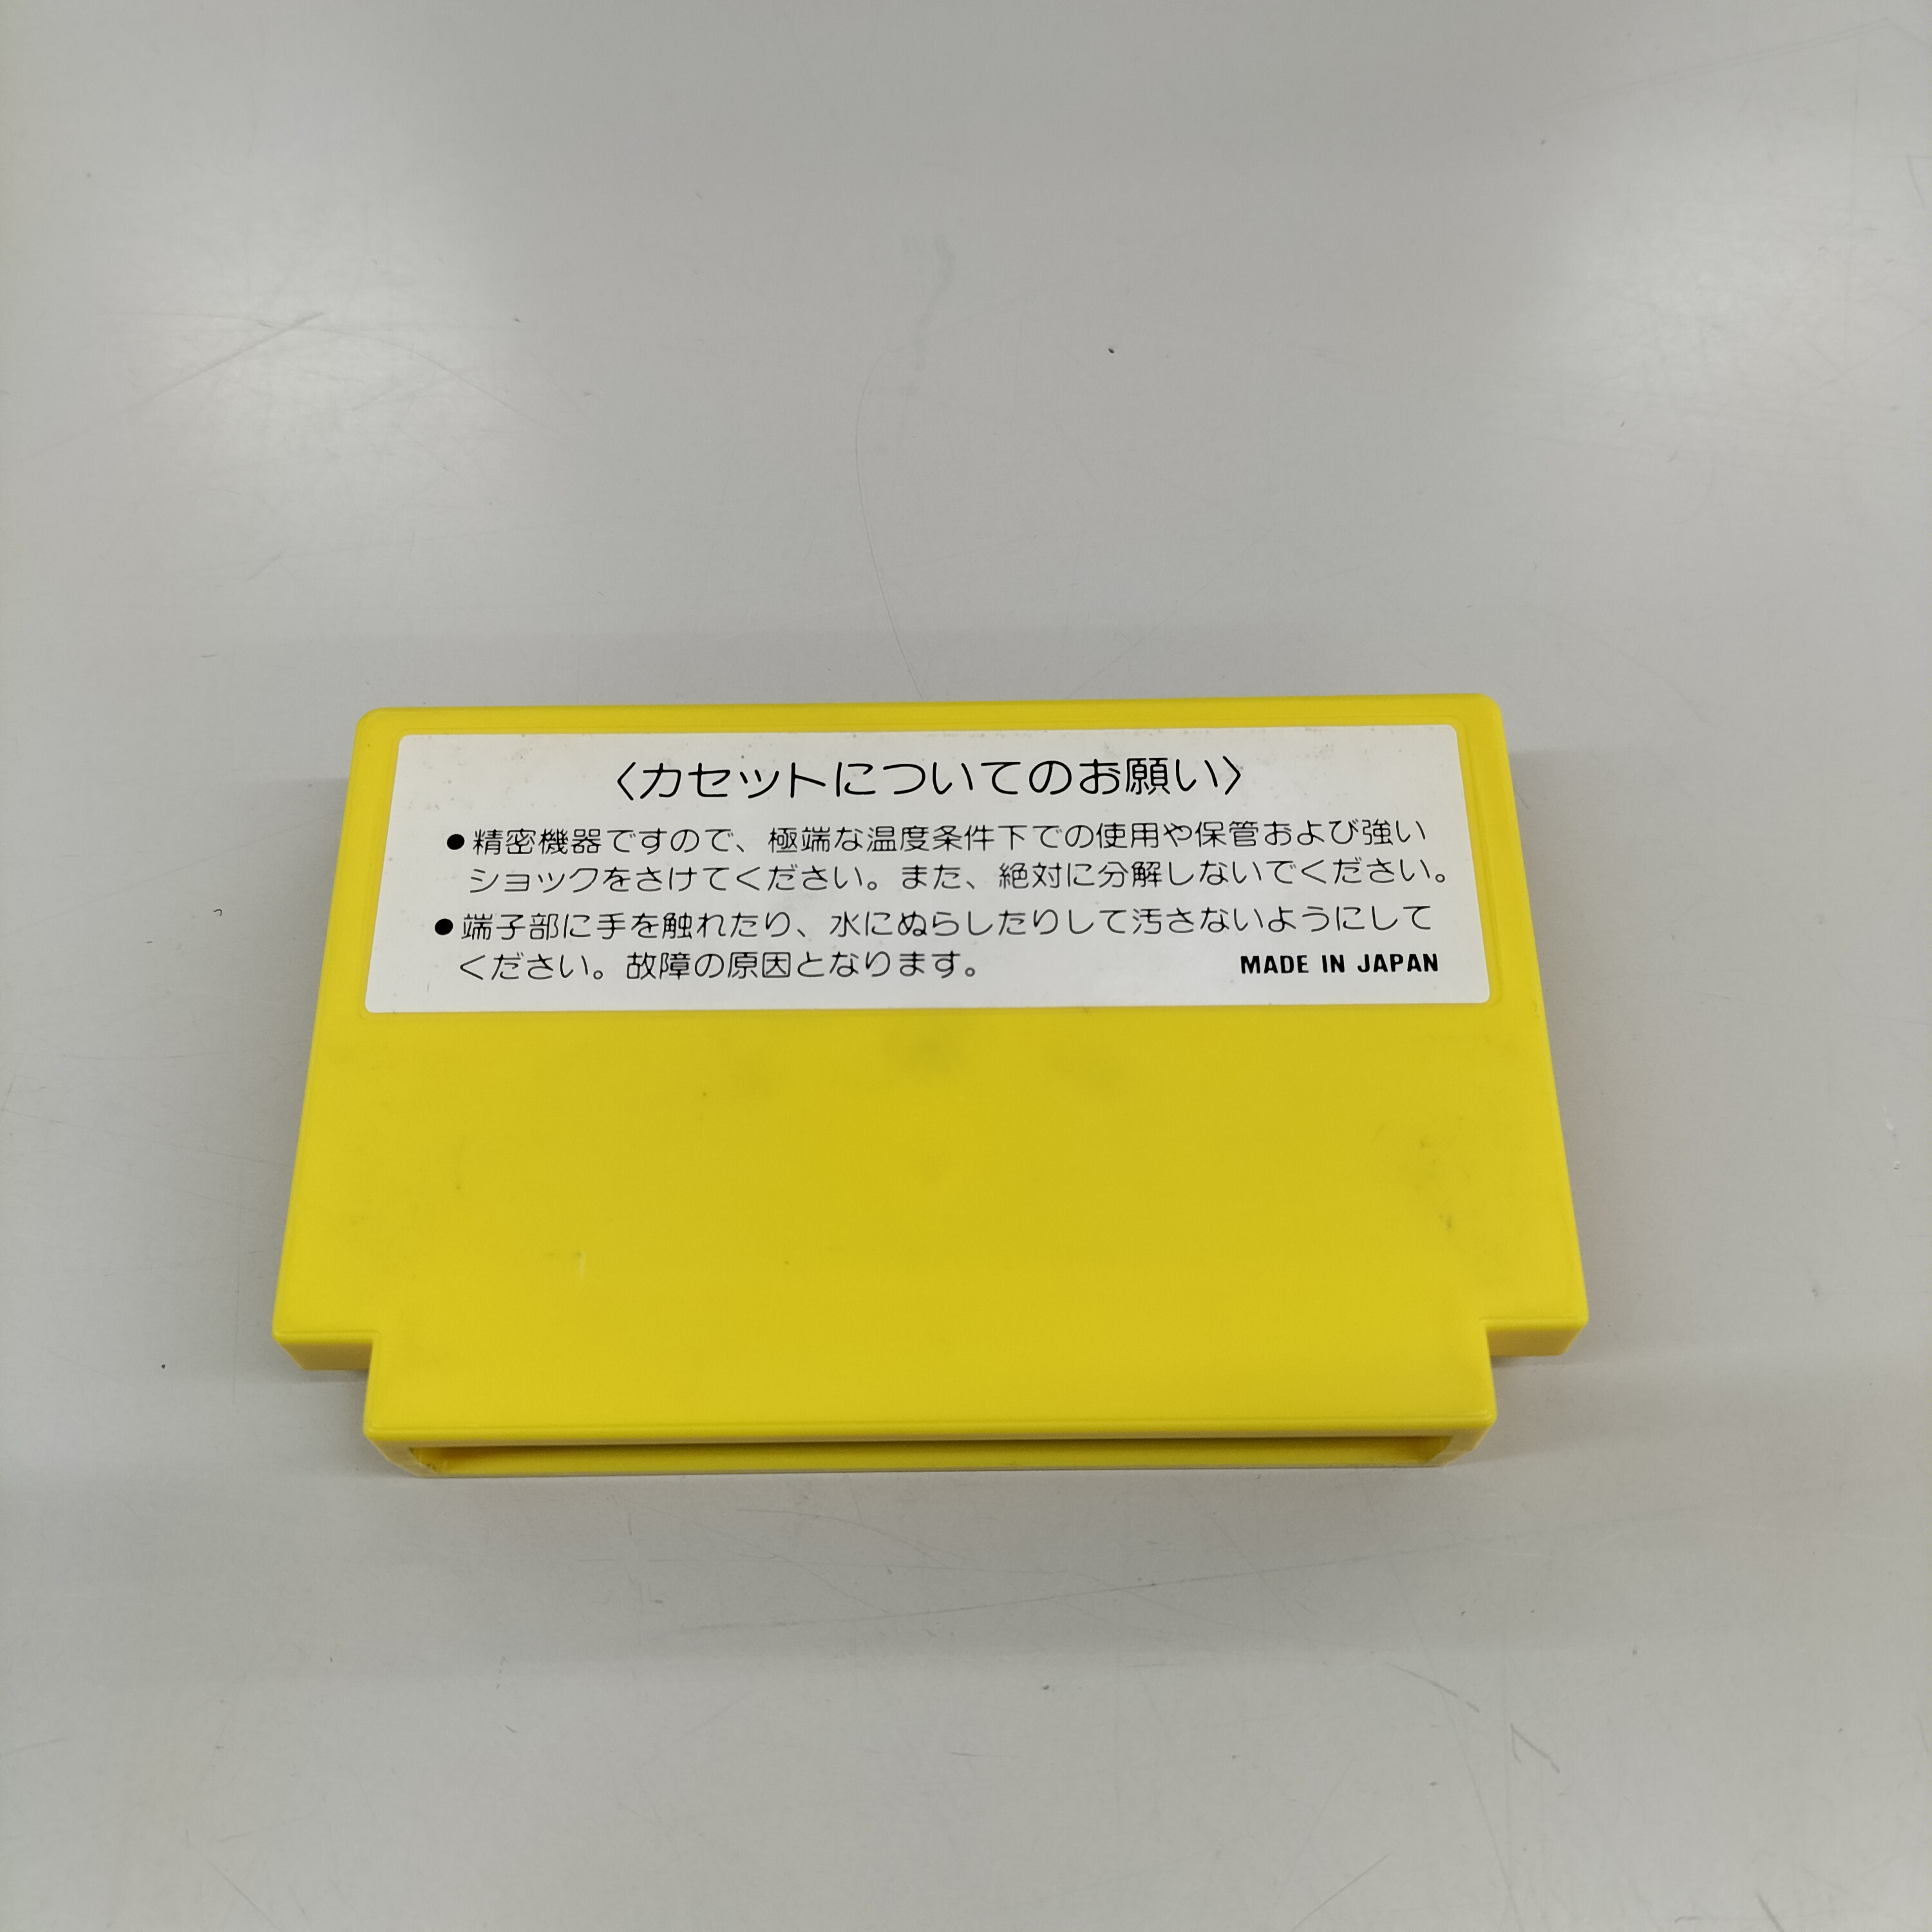 〈カセットについてのお願い〉
●精密機器ですので、極端な温度条件下での使用や保管および強い
ショックをさけてください。また、絶対に分解しないでください。
●端子部に手を触れたり、水にぬらしたりして汚さないようにして
ください。故障の原因となります。 MADE IN JAPAN